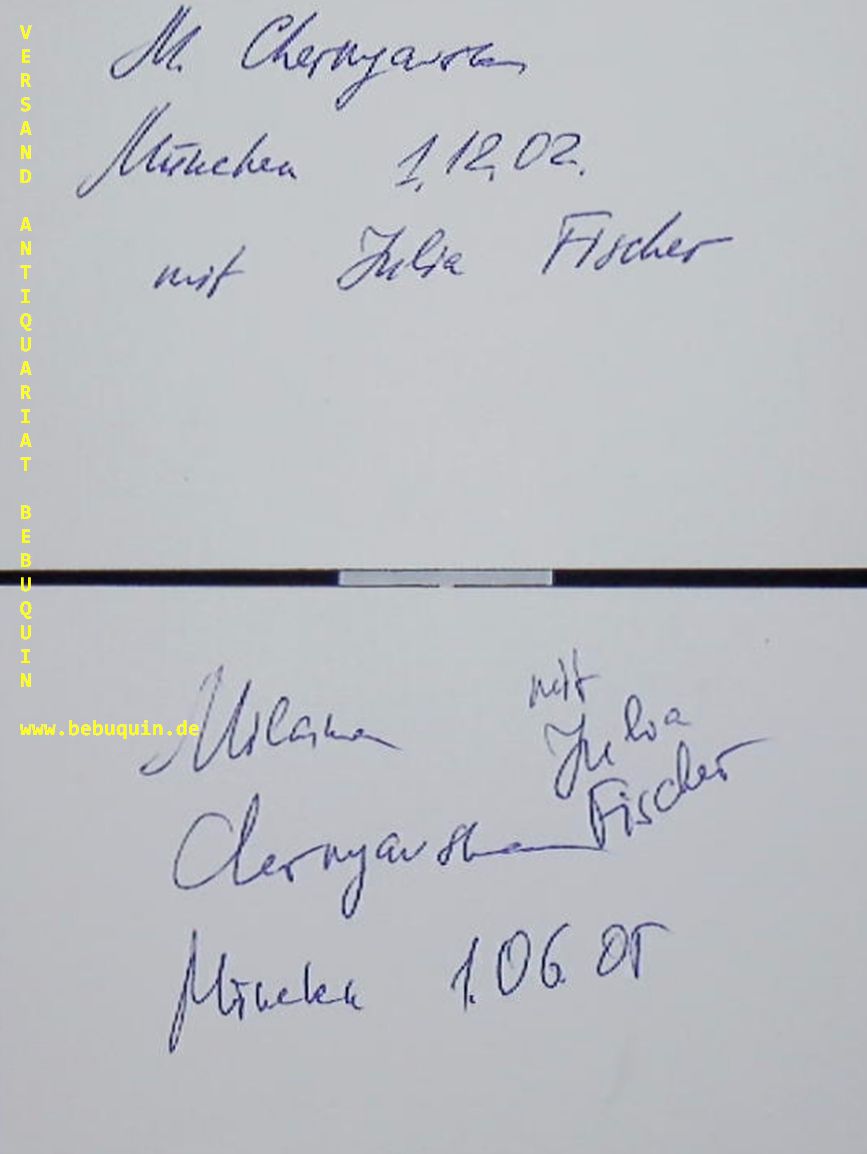 M. Chernyavska
München 1.12.02.
mit Julia Fischer
Milana
Chernyavska
mit
Julia
Fischer
München 1.06.05
VERSAND ANTIQUARIAT BEBUQUIN
www.bebuquin.de